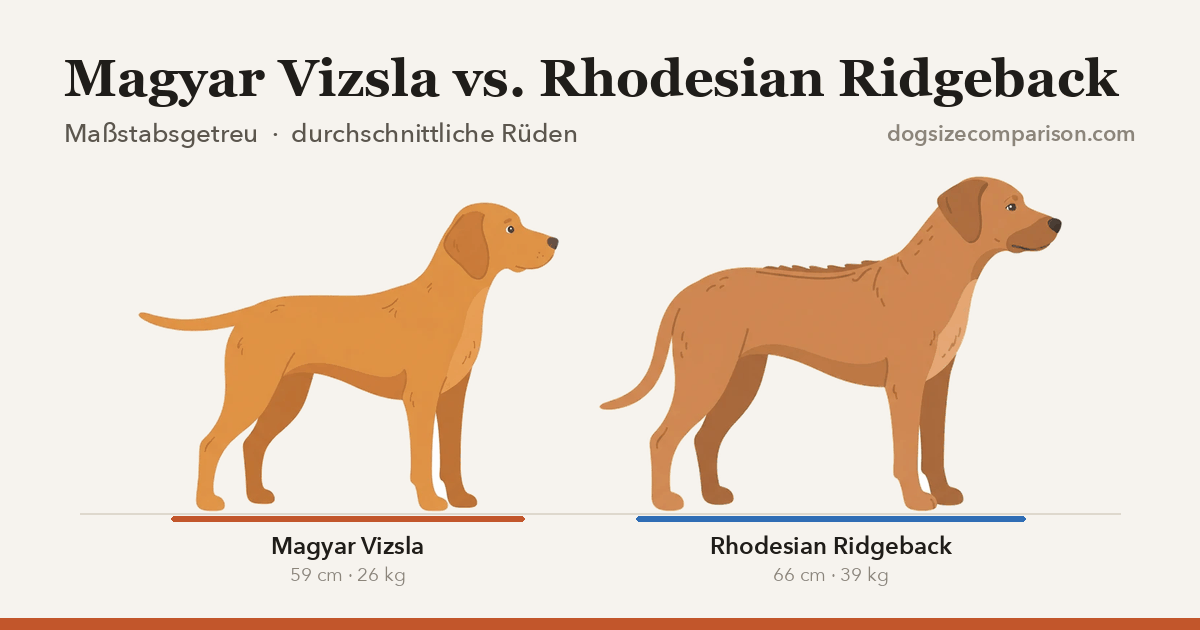 Magyar Vizsla vs. Rhodesian Ridgeback
Maßstabsgetreu · durchschnittliche Rüden
dogsizecomparison.com
Magyar Vizsla
59 cm · 26 kg
Rhodesian Ridgeback
66 cm · 39 kg